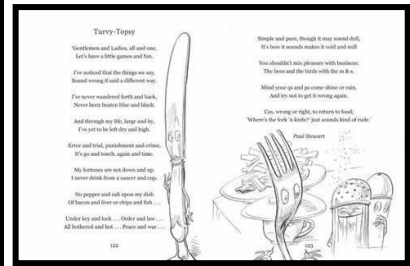 Turvy-Topsy
'Gentlemen and Ladies, all and one,
Let's have a little games and fun.
I've noticed that the things we say,
Sound wrong if said a different way.
I've never wandered forth and back,
Never been beaten blue and black.
And through my life, large and by,
I've yet to be left dry and high.
Error and trial, punishment and crime,
It's go and touch, again and time.
My fortunes are not down and up.
I never drink from a saucer and cup.
No pepper and salt upon my dish
Of bacon and liver or chips and fish . . .
Under key and lock . . . Order and law . . .
All bothered and hot . . . Peace and war . . .
122
Simple and pure, though it may sound dull,
It's how it sounds makes it void and null
You shouldn't mix pleasure with business;
The bees and the birds with the m & s.
Mind your qs and ps come shine or rain,
And try not to get it wrong again.
Cos, wrong or right, to return to food;
'Where's the fork 'n knife?' just sounds kind of rude.'
Paul Stewart
123